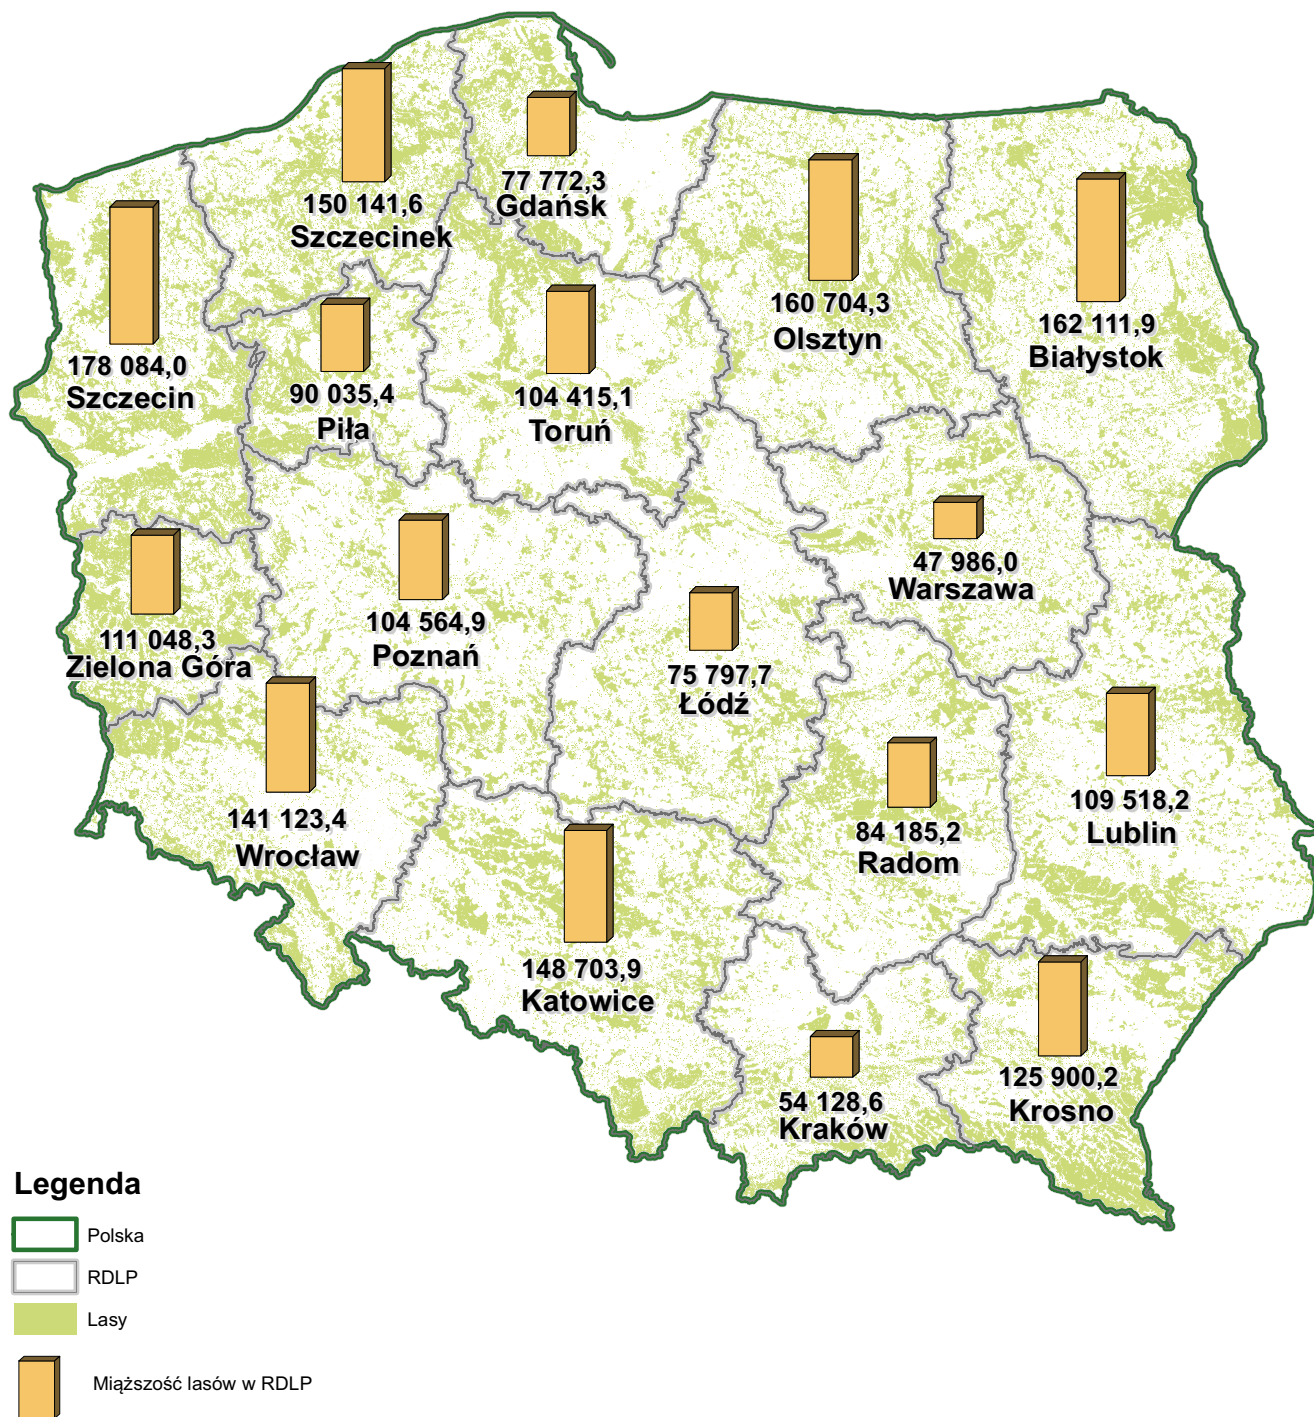 77 772,3
Gdańsk
150 141,6
Szczecinek
160 704,3
Olsztyn
162 111,9
Białystok
178 084,0
Szczecin
90 035,4
Piła
104 415,1
Toruń
47 986,0
Warszawa
111 048,3
Zielona Góra
104 564,9
Poznań
75 797,7
Łódź
141 123,4
Wrocław
84 185,2
Radom
109 518,2
Lublin
148 703,9
Katowice
54 128,6
Kraków
125 900,2
Krosno
Legenda
Polska
RDLP
Lasy
Miąższość lasów w RDLP